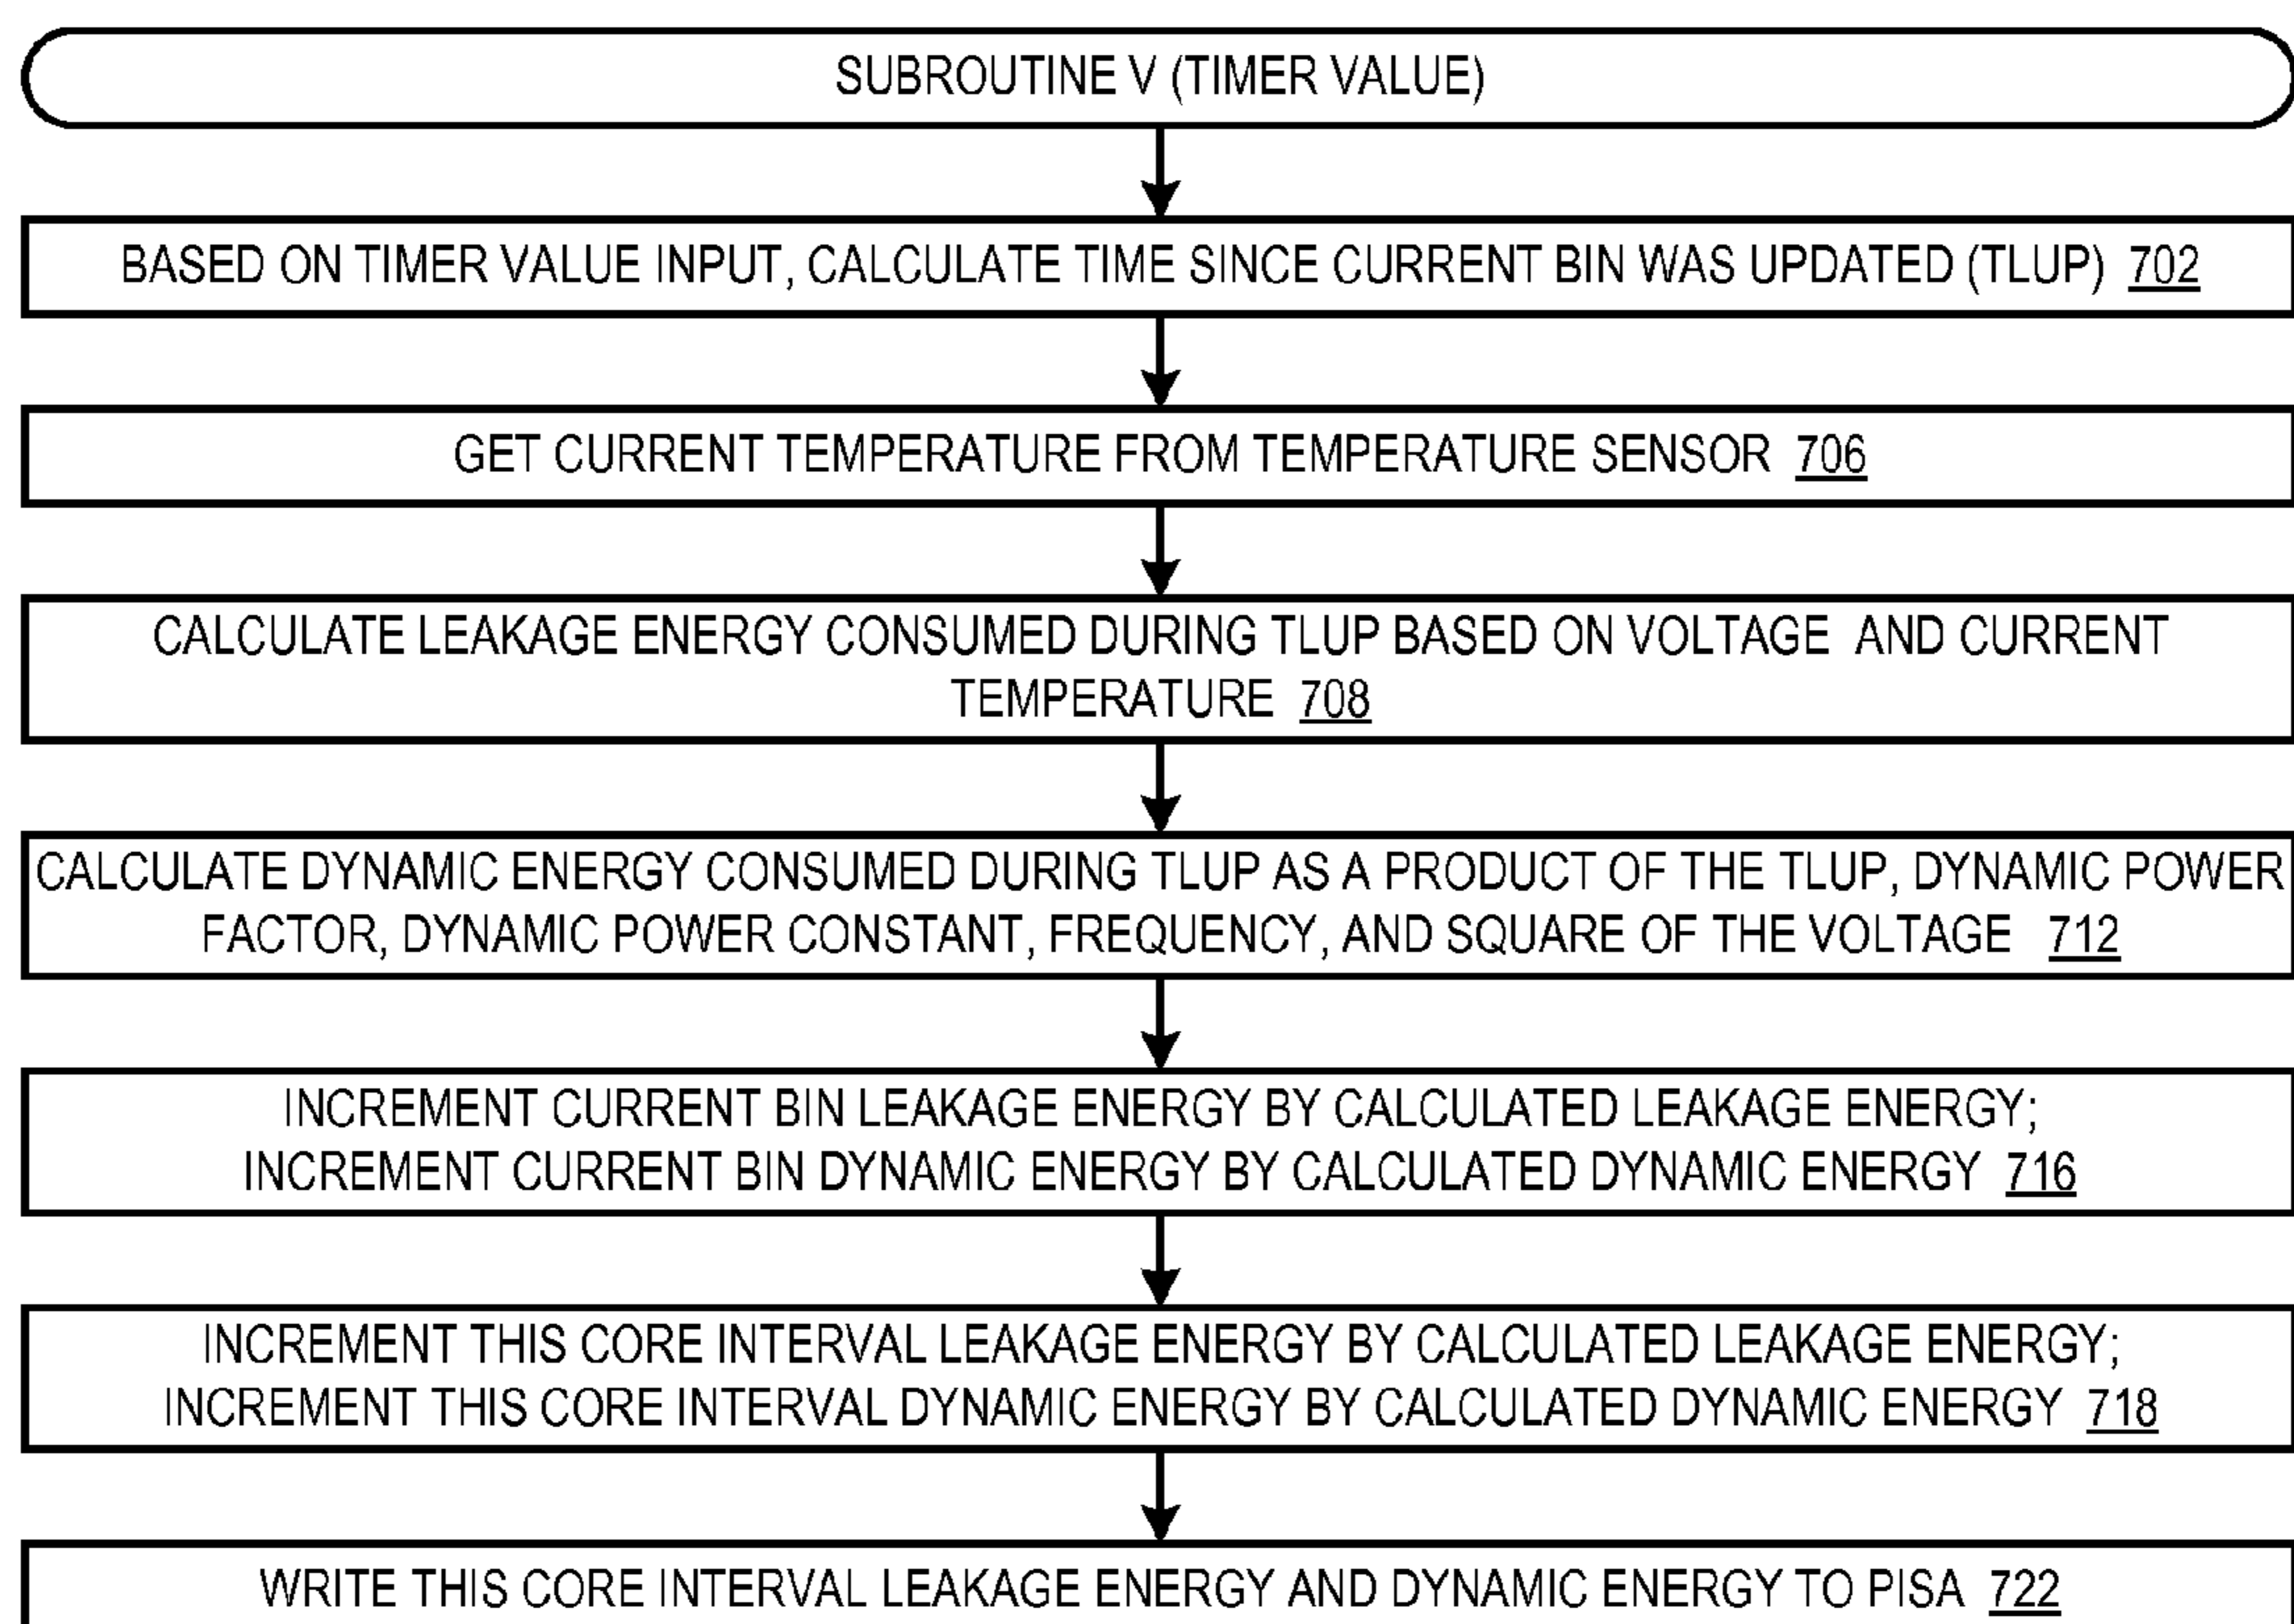 SUBROUTINE V (TIMER VALUE)
BASED ON TIMER VALUE INPUT, CALCULATE TIME SINCE CURRENT BIN WAS UPDATED (TLUP) 702
GET CURRENT TEMPERATURE FROM TEMPERATURE SENSOR 706
CALCULATE LEAKAGE ENERGY CONSUMED DURING TLUP BASED ON VOLTAGE AND CURRENT
TEMPERATURE 708
CALCULATE DYNAMIC ENERGY CONSUMED DURING TLUP AS A PRODUCT OF THE TLUP, DYNAMIC POWER
FACTOR, DYNAMIC POWER CONSTANT, FREQUENCY, AND SQUARE OF THE VOLTAGE 712
INCREMENT CURRENT BIN LEAKAGE ENERGY BY CALCULATED LEAKAGE ENERGY;
INCREMENT CURRENT BIN DYNAMIC ENERGY BY CALCULATED DYNAMIC ENERGY 716
INCREMENT THIS CORE INTERVAL LEAKAGE ENERGY BY CALCULATED LEAKAGE ENERGY;
INCREMENT THIS CORE INTERVAL DYNAMIC ENERGY BY CALCULATED DYNAMIC ENERGY 718
WRITE THIS CORE INTERVAL LEAKAGE ENERGY AND DYNAMIC ENERGY TO PISA 722